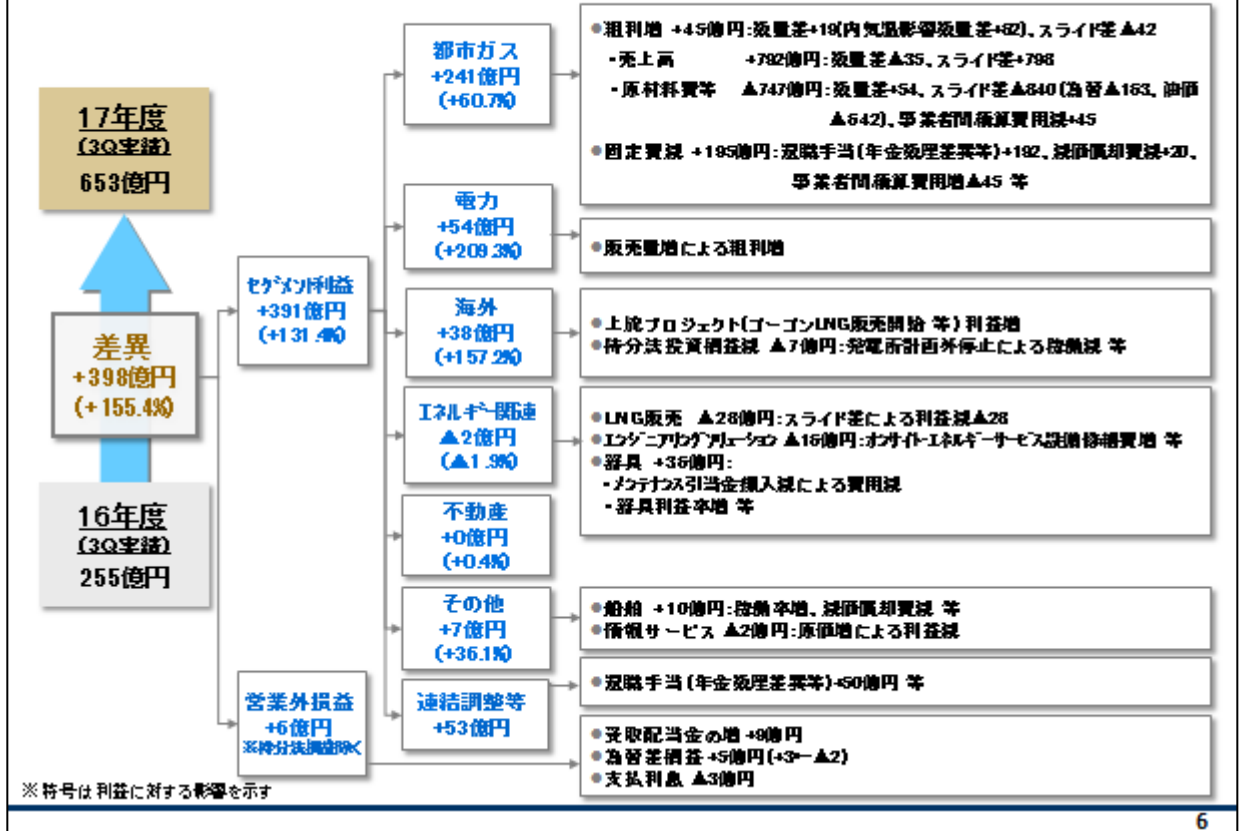 17年度
(3Q実績)
653億円
差異
+398億円
(+155.4%)
16年度
(3Q実績)
255億円
セグメント利益
+391億円
(+131.4%)
営業外損益
+6億円
※持分法調整除く
都市ガス
+241億円
(+60.7%)
●粗利増 +45億円:数量差+19(内気温影響数量差+62)、スライド差▲42
・売上高 +792億円:数量差▲35、スライド差+798
・原材料費等 ▲747億円:数量差+54、スライド差▲840(為替▲163、油価
▲642)、事業者間精算費用減+45
●固定費減 +195億円:退職手当(年金数理差異等)+192、減価償却費減+20、
事業者間精算費用増▲45 等
電力
+54億円
(+209.3%)
●販売量増による粗利増
海外
+38億円
(+157.2%)
●上流プロジェクト(ゴーゴンLNG販売開始 等)利益増
●持分法投資損益減 ▲7億円:発電所計画外停止による稼働減 等
エネルギー関連
▲2億円
(▲1.9%)
●LNG販売 ▲28億円:スライド差による利益減▲28
●エンジニアリングソリューション ▲15億円:オンサイト・エネルギーサービス設備修繕費増 等
●器具 +35億円:
・メンテナンス引当金繰入減による費用減
・器具利益率増 等
不動産
+0億円
(+0.4%)
その他
+7億円
(+36.1%)
●船舶 +10億円:稼働率増、減価償却費減 等
●情報サービス ▲2億円:原価増による利益減
連結調整等
+53億円
●退職手当(年金数理差異等)+50億円 等
●受取配当金の増 +9億円
●為替差損益 +5億円(+3←▲2)
●支払利息 ▲3億円
※符号は利益に対する影響を示す
6